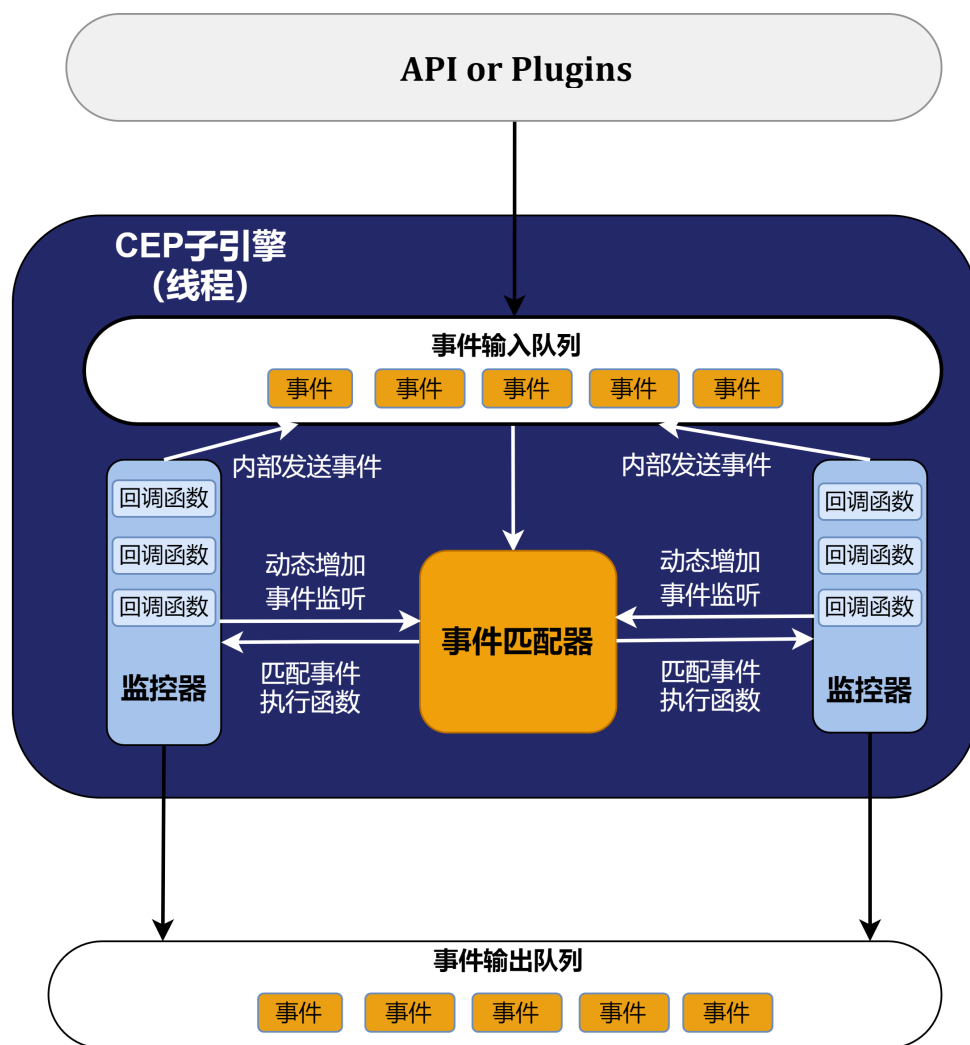 API or Plugins
CEP子引擎
（线程）
事件输入队列
事件 事件 事件 事件 事件
内部发送事件
内部发送事件
回调函数
回调函数
回调函数
监控器
动态增加
事件监听
匹配事件
执行函数
事件匹配器
动态增加
事件监听
匹配事件
执行函数
回调函数
回调函数
回调函数
监控器
事件输出队列
事件 事件 事件 事件 事件